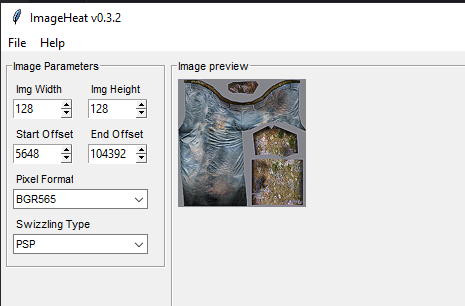 ImageHeat v0.3.2
File Help
Image Parameters
Image preview
Img Width Img Height
128 128
Start Offset End Offset
5648 104392
Pixel Format
BGR565
Swizzling Type
PSP